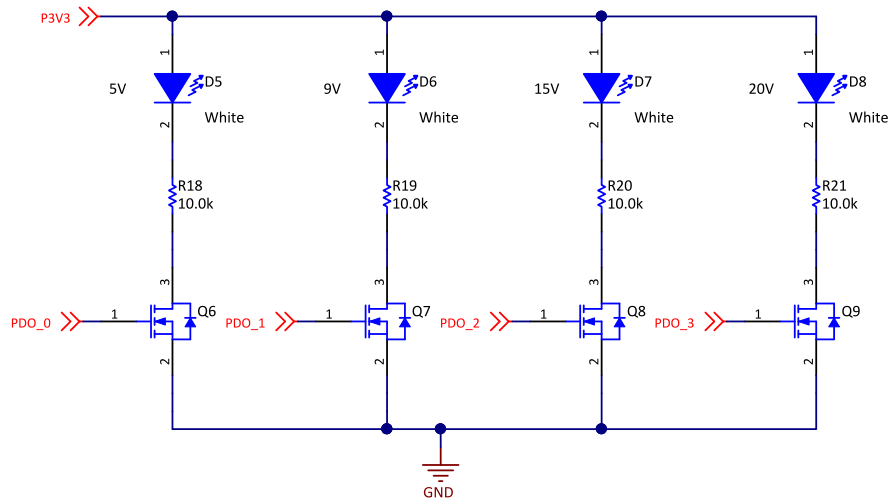 P3V3
1 1 1 1
5V D5 9V D6 15V D7 20V D8
White White White White
2 2 2 2
R18 R19 R20 R21
10.0k 10.0k 10.0k 10.0k
3 3 3 3
PDO_0 1 Q6 PDO_1 1 Q7 PDO_2 1 Q8 PDO_3 1 Q9
2 2 2 2
GND